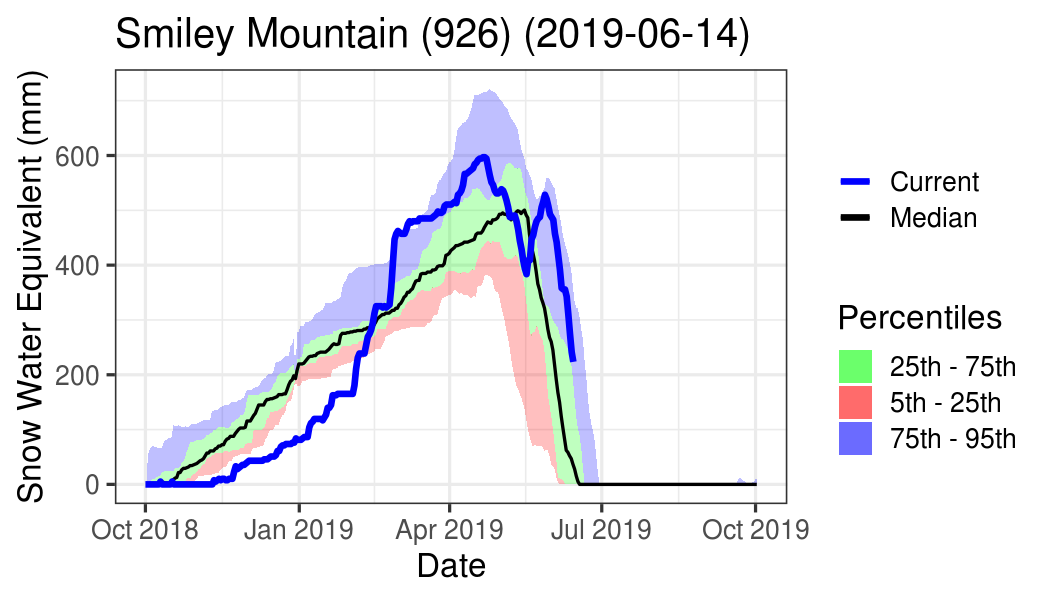 Smiley Mountain (926) (2019-06-14)
Snow Water Equivalent (mm)
600
400
200
0
Oct 2018
Jan 2019
Apr 2019
Jul 2019
Oct 2019
Date
Current
Median
Percentiles
25th - 75th
5th - 25th
75th - 95th